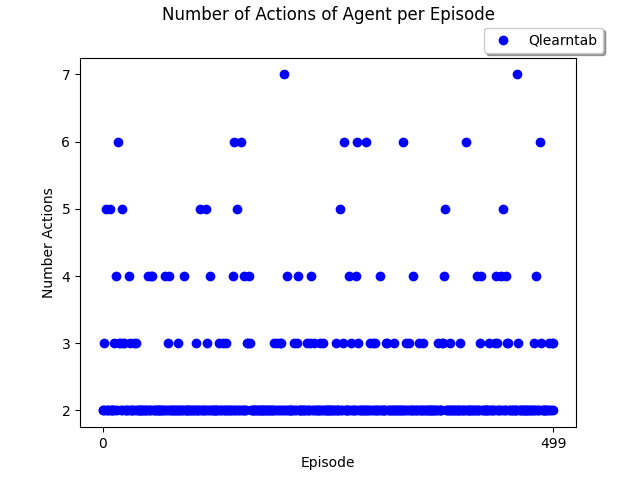 Number of Actions of Agent per Episode
Qlearntab
7
6
5
4
3
2
Number Actions
0 499
Episode